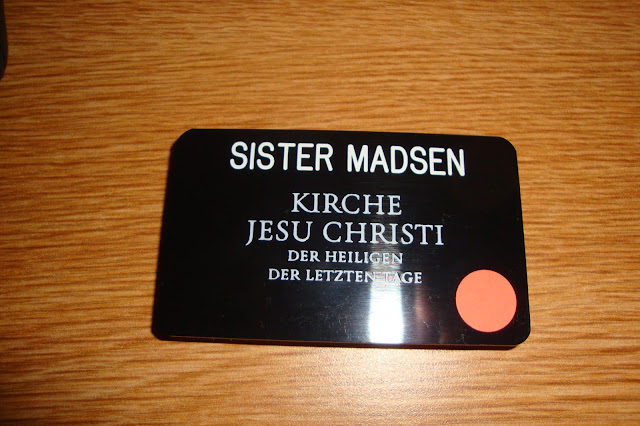 SISTER MADSEN
KIRCHE
JESU CHRISTI
DER HEILIGEN
DER LETZTEN TAGE